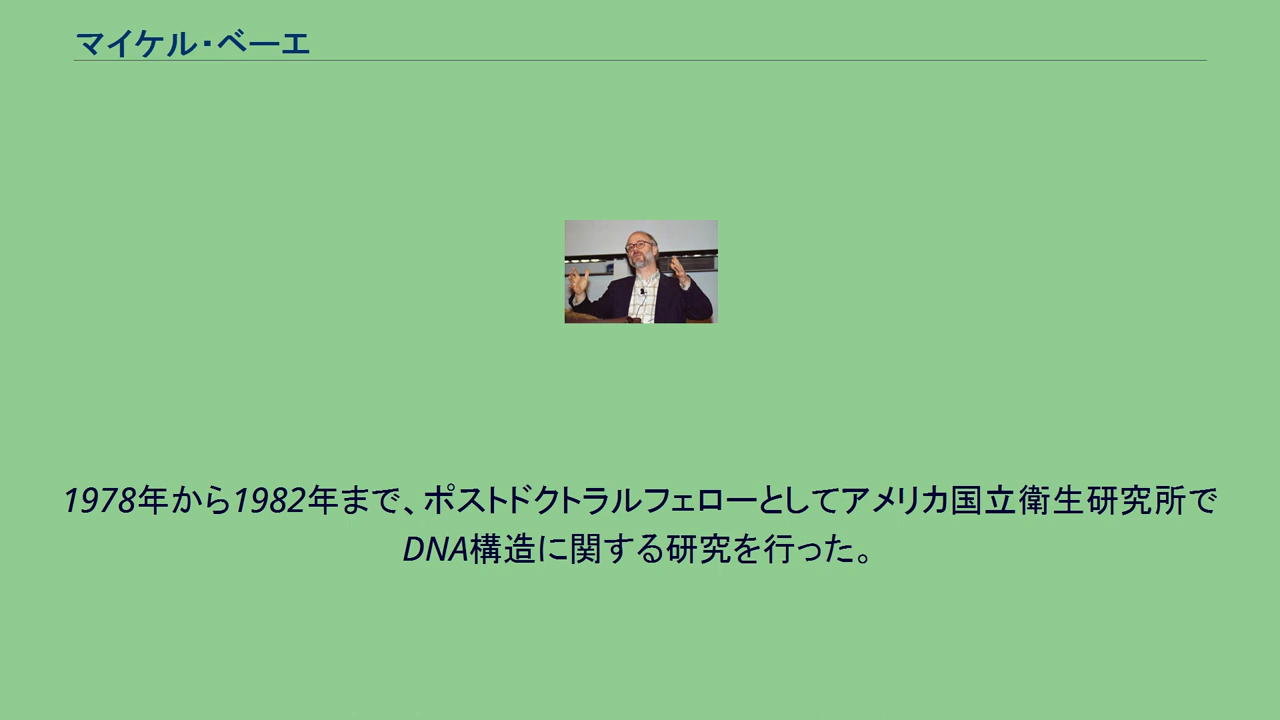 マイケル・ベーエ
1978年から1982年まで、ポストドクトラルフェローとしてアメリカ国立衛生研究所で
DNA構造に関する研究を行った。